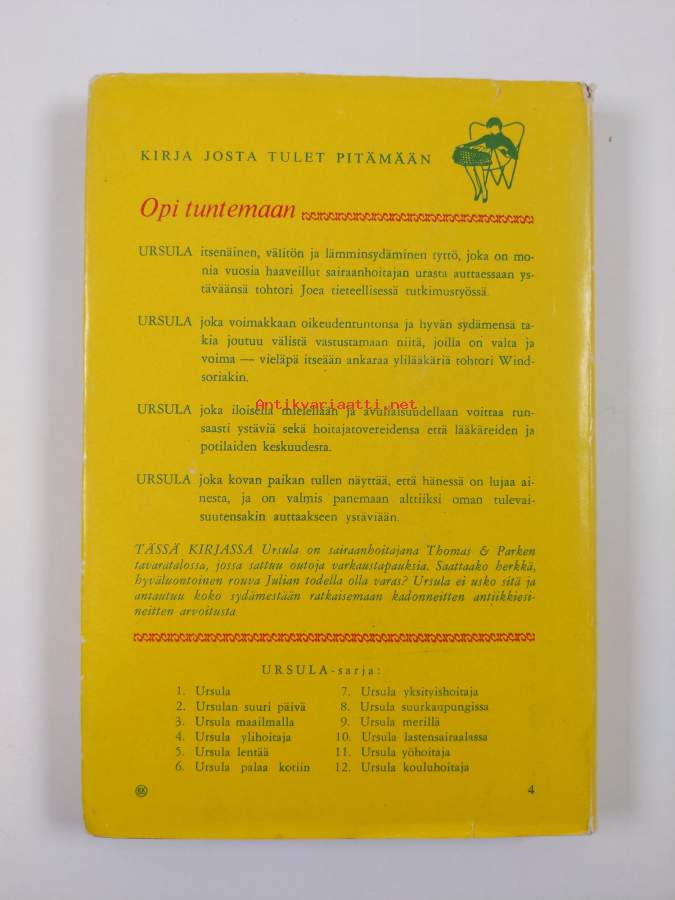 KIRJA JOSTA TULET PITÄMÄÄN
Opi tuntemaan
URSULA itsenäinen, välitön ja lämminsydäminen tyttö, joka on mo-
nia vuosia haaveillut sairaanhoitajan urasta auttaessaan ys-
täväänsä tohtori Joea tieteellisessä tutkimustyössä.
URSULA joka voimakkaan oikeudentuntonsa ja hyvän sydämensä ta-
kia joutuu välistä vastustamaan niitä, joilla on valta ja
voima — vieläpä itseään ankaraa ylilääkäriä tohtori Wind-
soriakin.
Antikvariaatti.net
URSULA joka iloisella mielellään ja avuliaisuudellaan voittaa run-
saasti ystäviä sekä hoitajatovereidensa että lääkäreiden ja
potilaiden keskuudesta.
URSULA joka kovan paikan tullen näyttää, että hänessä on lujaa ai-
nesta, ja on valmis panemaan alttiiksi oman tulevai-
suutensakin auttaakseen ystäviään.
TÄSSÄ KIRJASSA Ursula on sairaanhoitajana Thomas & Parken
tavaratalossa, jossa sattuu outoja varkaustapauksia. Saattaako herkkä,
hyväluontoinen rouva Julian todella olla varas? Ursula ei usko sitä ja
antautuu koko sydämestään ratkaisemaan kadonneitten antiikkiesi-
neitten arvoitusta.
URSULA-sarja:
1. Ursula
2. Ursulan suuri päivä
3. Ursula maailmalla
4. Ursula ylihoitaja
5. Ursula lentää
6. Ursula palaa kotiin
7. Ursula yksityishoitaja
8. Ursula suurkaupungissa
9. Ursula merillä
10. Ursula lastensairaalassa
11. Ursula yöhoitaja
12. Ursula kouluhoitaja
4